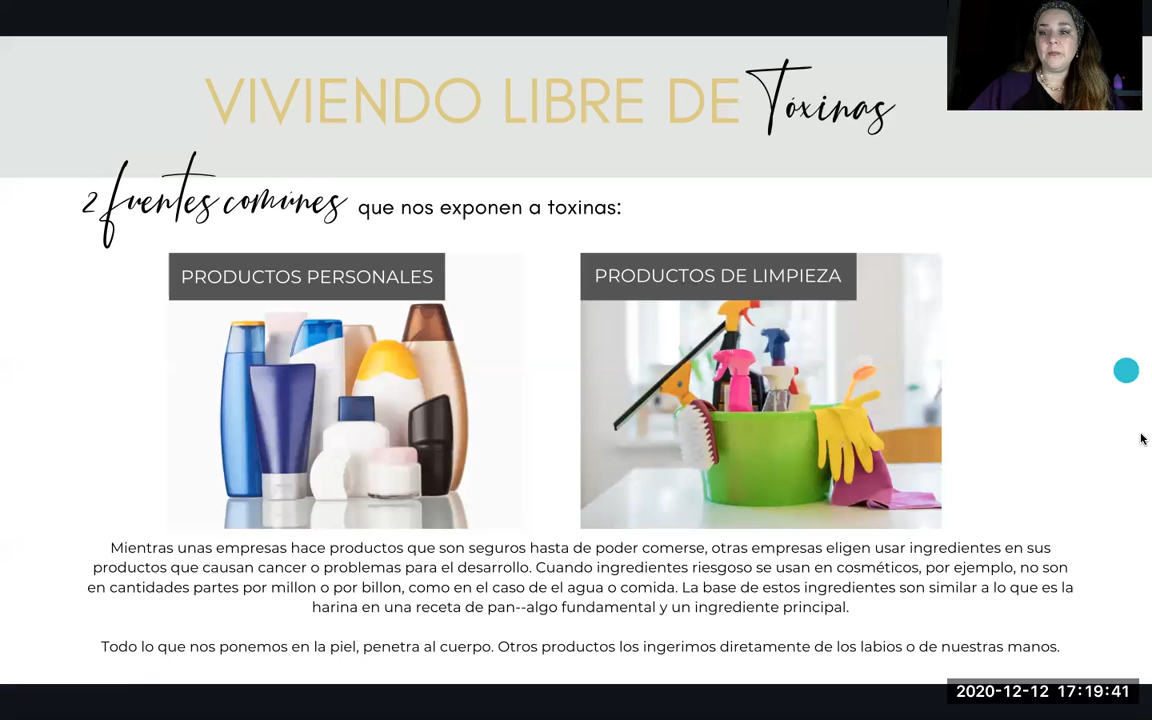 VIVIENDO LIBRE DE Tóxinas
2 fuentes comúnes que nos exponen a toxinas:
PRODUCTOS PERSONALES
PRODUCTOS DE LIMPIEZA
Mientras unas empresas hace productos que son seguros hasta de poder comerse, otras empresas eligen usar ingredientes en sus
productos que causan cancer o problemas para el desarrollo. Cuando ingredientes riesgoso se usan en cosméticos, por ejemplo, no son
en cantidades partes por millon o por billon, como en el caso de el agua o comida. La base de estos ingredientes son similar a lo que es la
harina en una receta de pan--algo fundamental y un ingrediente principal.
Todo lo que nos ponemos en la piel, penetra al cuerpo. Otros productos los ingerimos diretamente de los labios o de nuestras manos.
2020-12-12 17:19:41